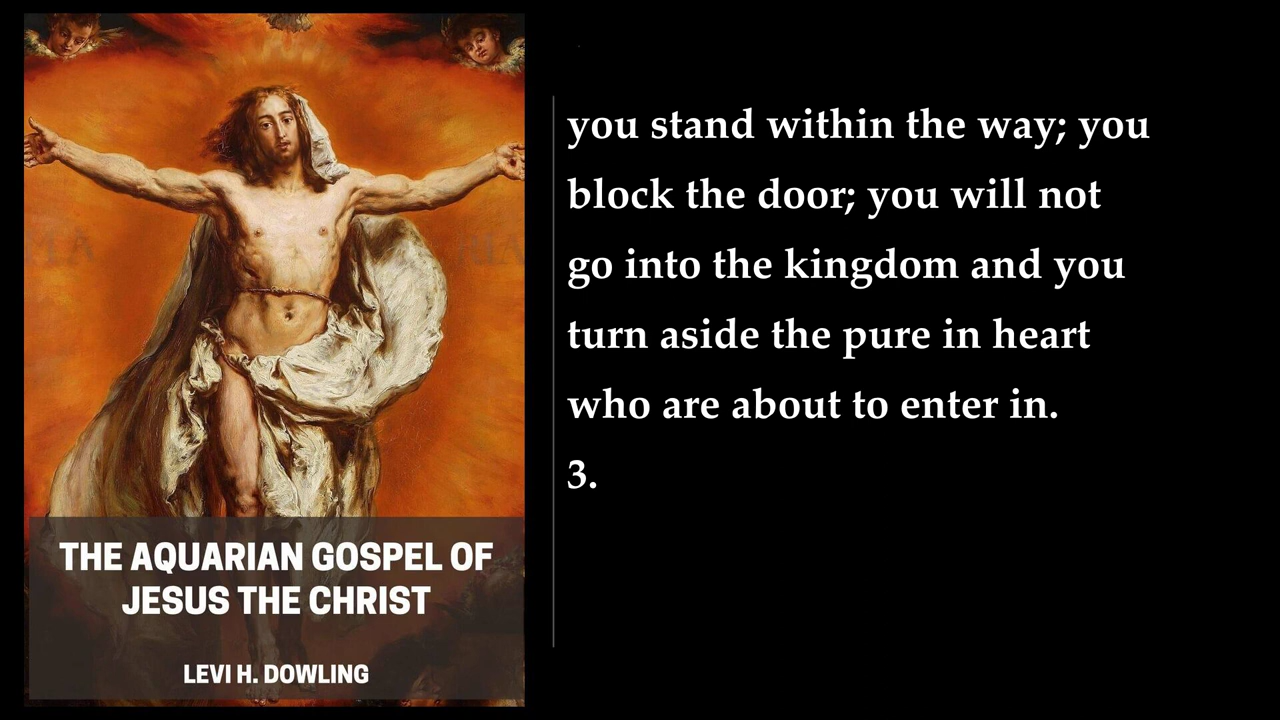 THE AQUARIAN GOSPEL OF
JESUS THE CHRIST
LEVI H. DOWLING
you stand within the way; you
block the door; you will not
go into the kingdom and you
turn aside the pure in heart
who are about to enter in.
3.